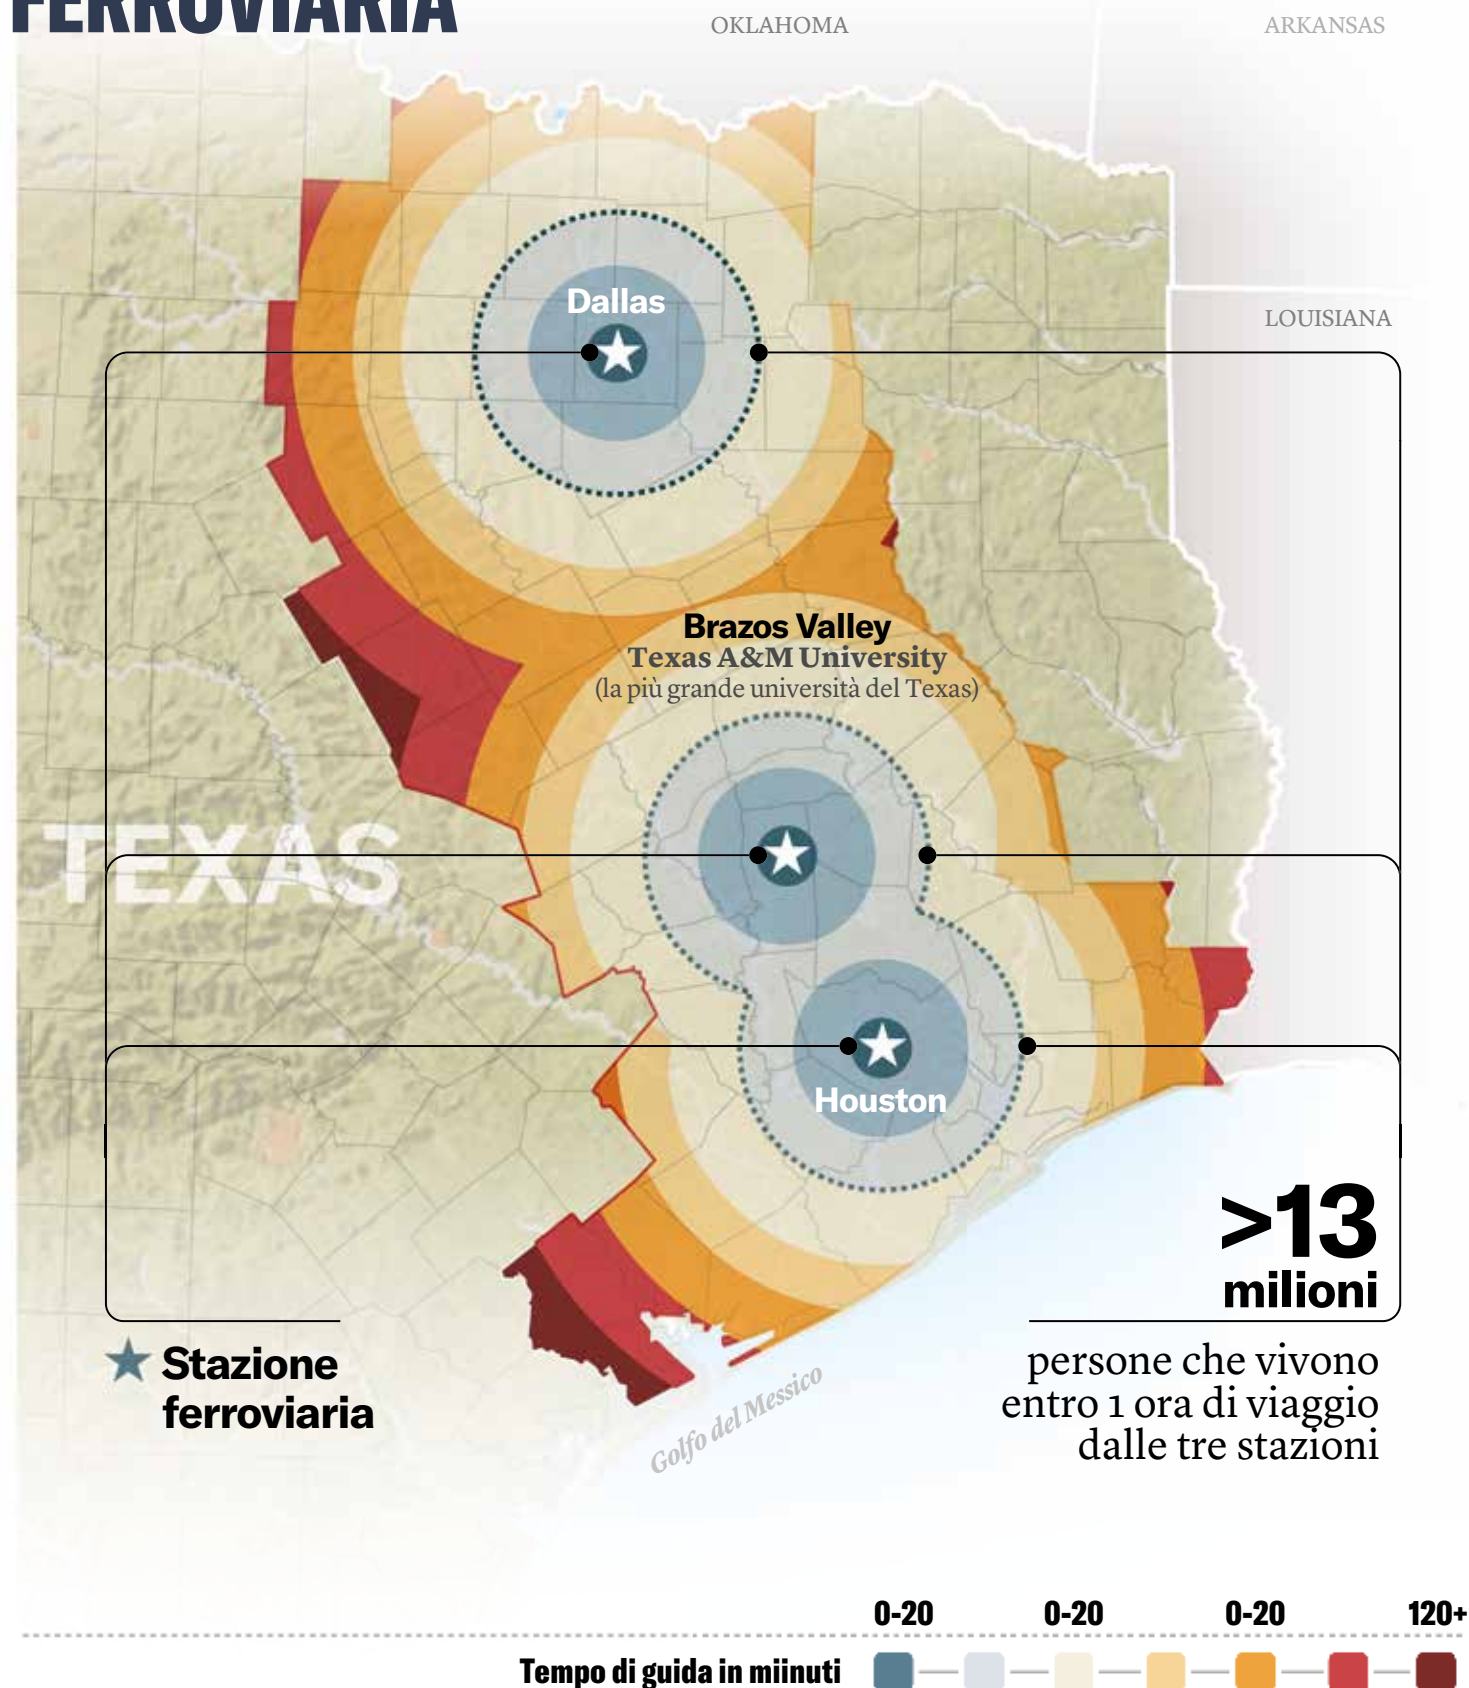 FERROVIARIA
OKLAHOMA
ARKANSAS
LOUISIANA
Dallas
Brazos Valley
Texas A&M University
(la più grande università del Texas)
TEXAS
Houston
>13
milioni
persone che vivono
entro 1 ora di viaggio
dalle tre stazioni
Stazione
ferroviaria
Golfo del Messico
0-20 0-20 0-20 120+
Tempo di guida in miinuti